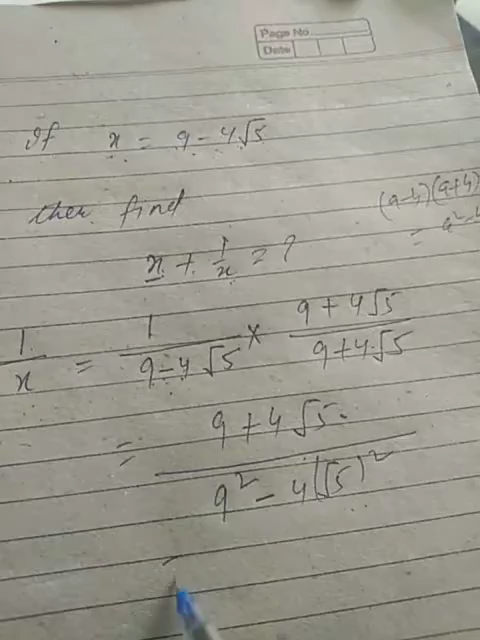 Page No
Date
If x = 9 - 4√5
then find
(a-b)(a+b)
= a²-b
x + 1/x = ?
1/x = 1/(9-4√5) × (9+4√5)/(9+4√5)
= (9+4√5)/(9² - 4(√5)²)